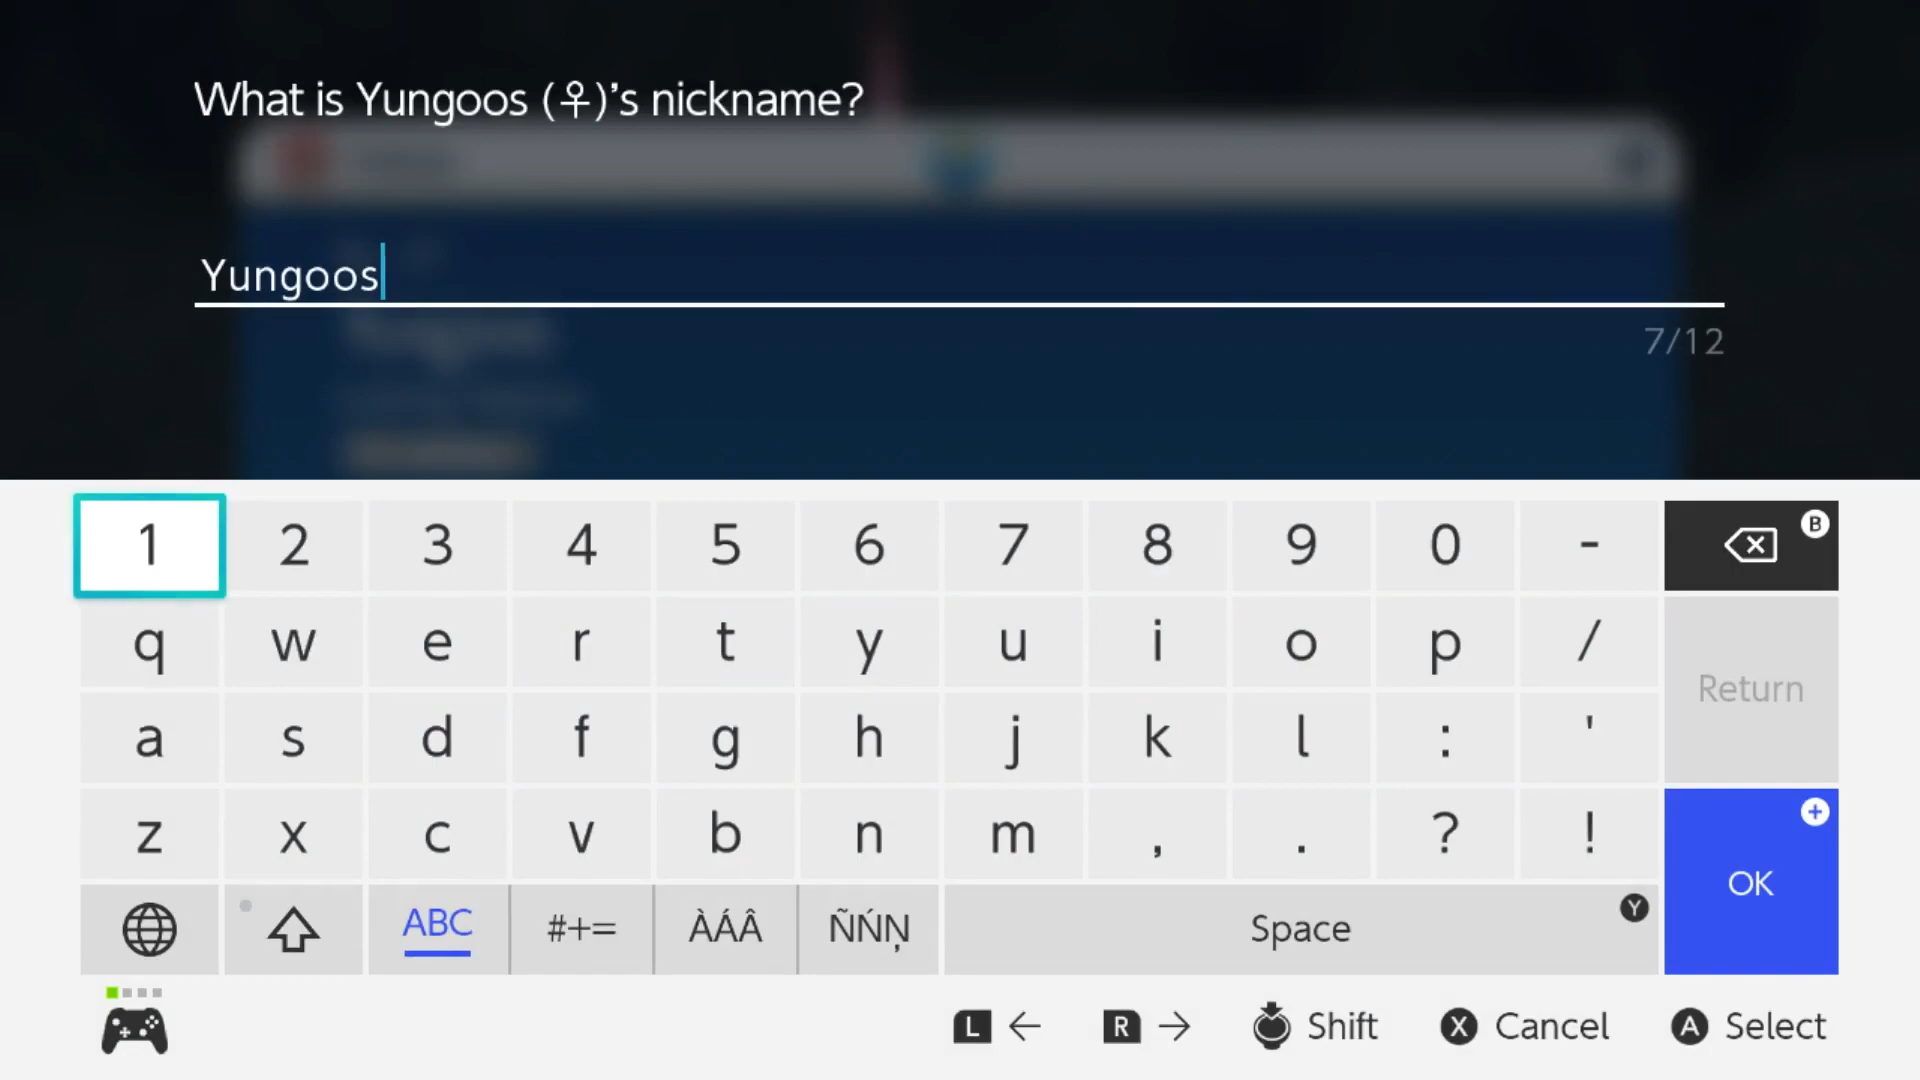 What is Yungoos (♀)'s nickname?
Yungoos
7/12
1 2 3 4 5 6 7 8 9 0 - B
q w e r t y u i o p /
Return
a s d f g h j k l : '
z x c v b n m , . ? ! +
OK
ABC #+= ÀÁÂ ÑŃŅ Space Y
L ← R → Shift X Cancel A Select